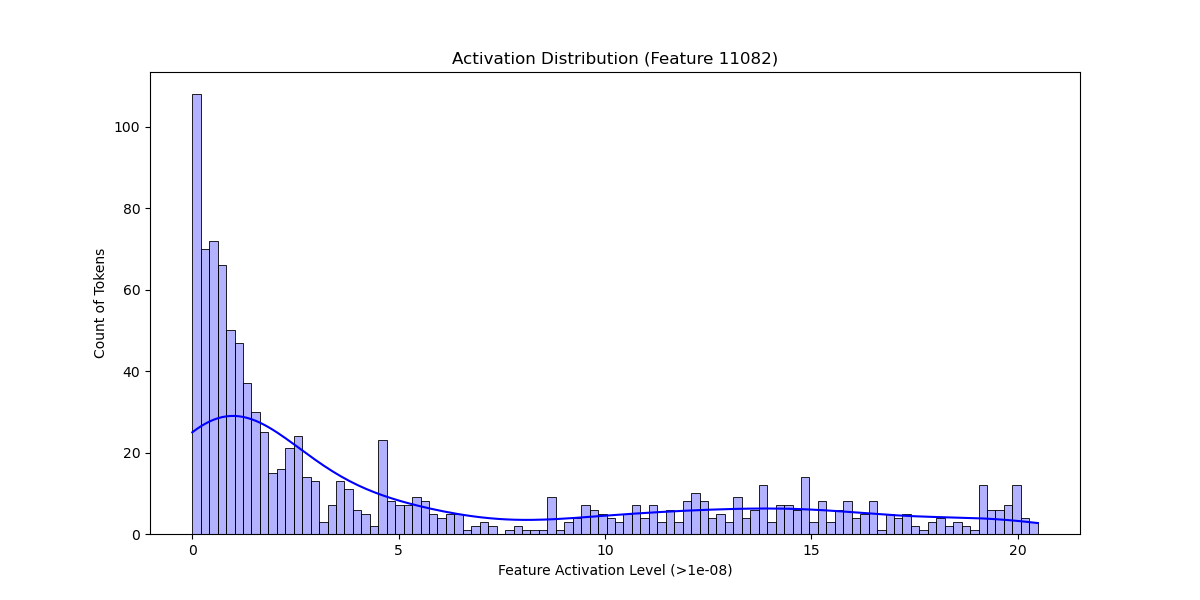 Activation Distribution (Feature 11082)
Count of Tokens
100
80
60
40
20
0
0 5 10 15 20
Feature Activation Level (>1e-08)